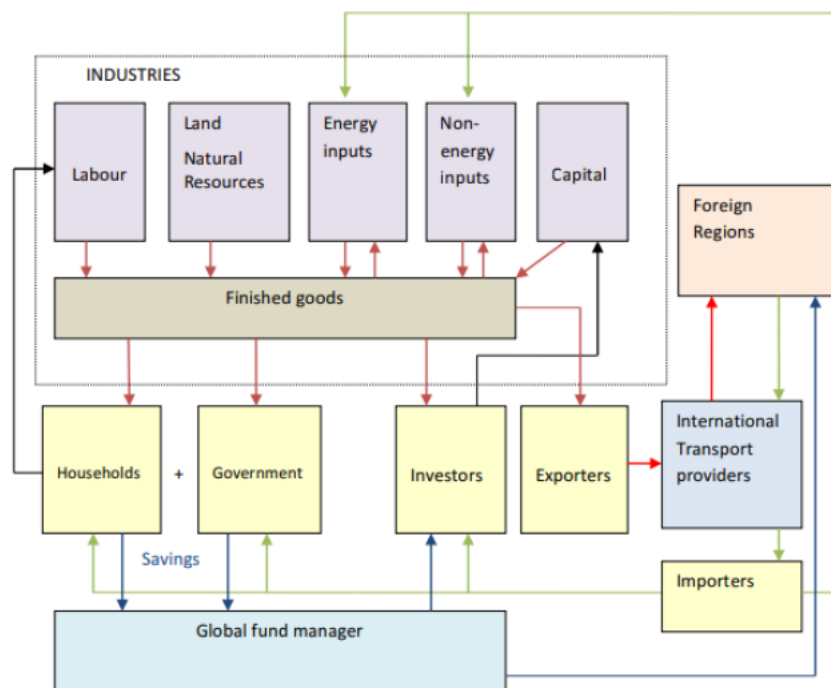 INDUSTRIES
Labour
Land
Natural
Resources
Energy
inputs
Non-
energy
inputs
Capital
Foreign
Regions
Finished goods
Households
+
Government
Investors
Exporters
International
Transport
providers
Savings
Importers
Global fund manager